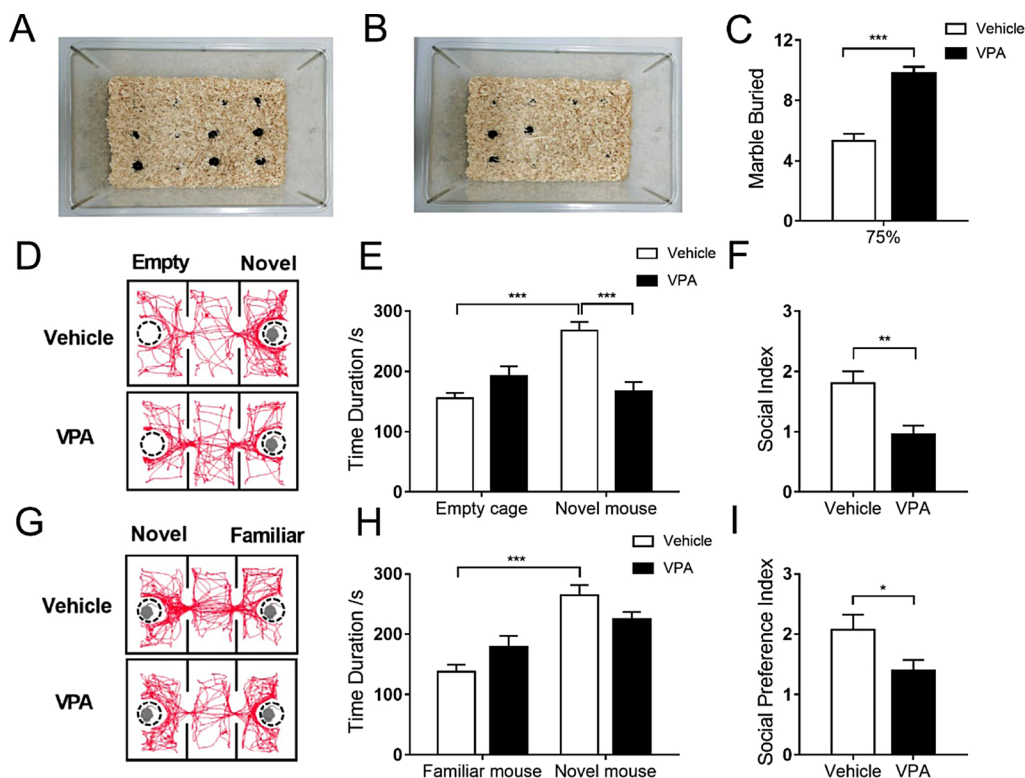 A
B
C
Vehicle
VPA
***
12
8
4
0
Marble Buried
75%
D
Empty Novel
Vehicle
VPA
E
Vehicle
VPA
*** ***
300
200
100
0
Time Duration /s
Empty cage Novel mouse
F
3
2
1
0
**
Social Index
Vehicle VPA
G
Novel Familiar
Vehicle
VPA
H
Vehicle
VPA
***
300
200
100
0
Time Duration /s
Familiar mouse Novel mouse
I
3
2
1
0
*
Social Preference Index
Vehicle VPA